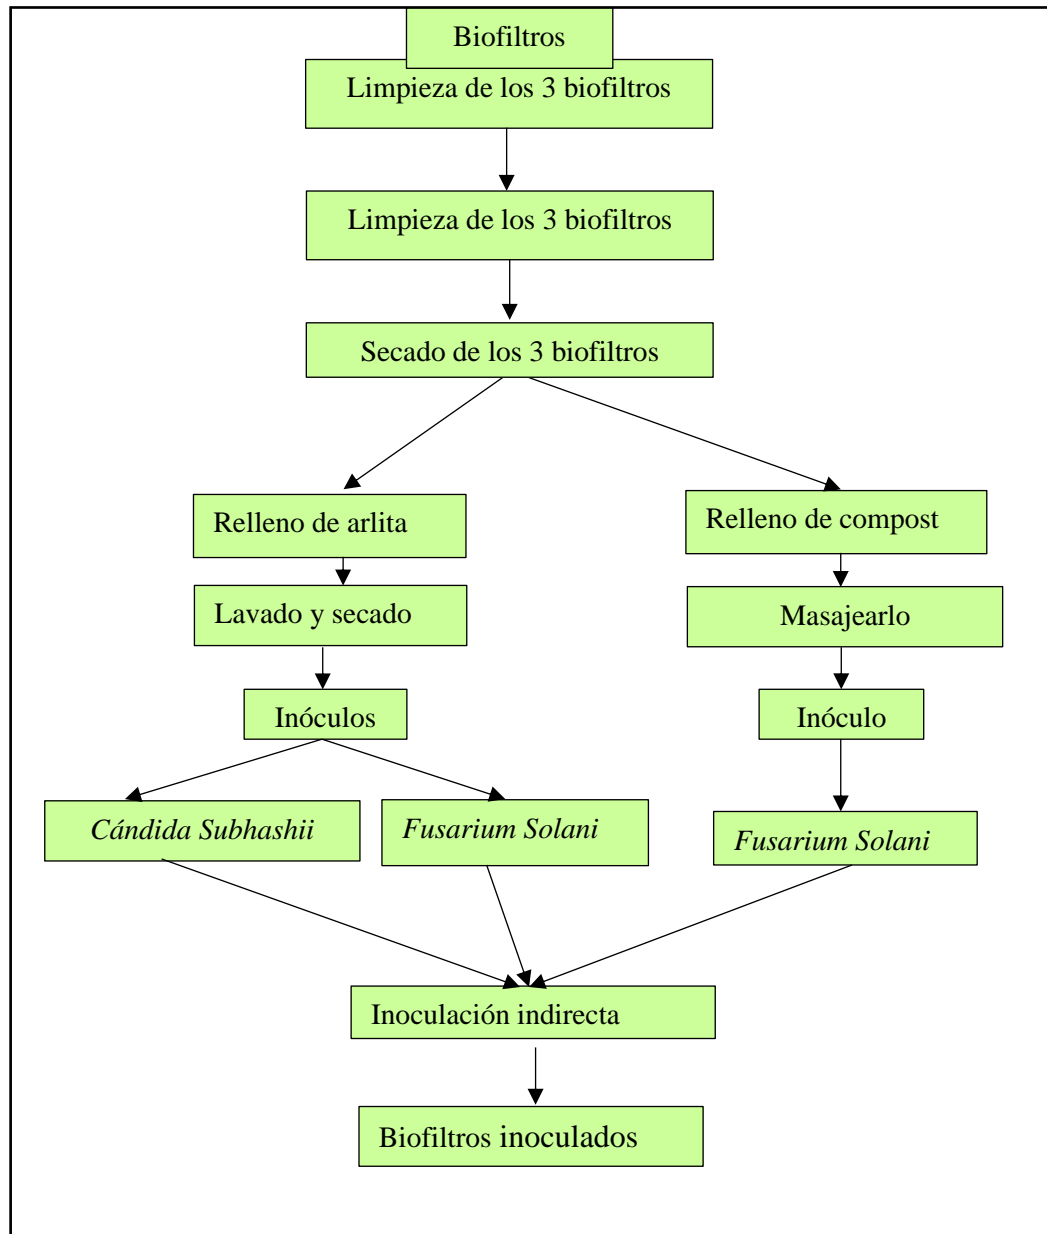 Biofiltros
Limpieza de los 3 biofiltros
Limpieza de los 3 biofiltros
Secado de los 3 biofiltros
Relleno de arlita
Relleno de compost
Lavado y secado
Masajearlo
Inóculos
Inóculo
Cándida Subhashii
Fusarium Solani
Fusarium Solani
Inoculación indirecta
Biofiltros inoculados